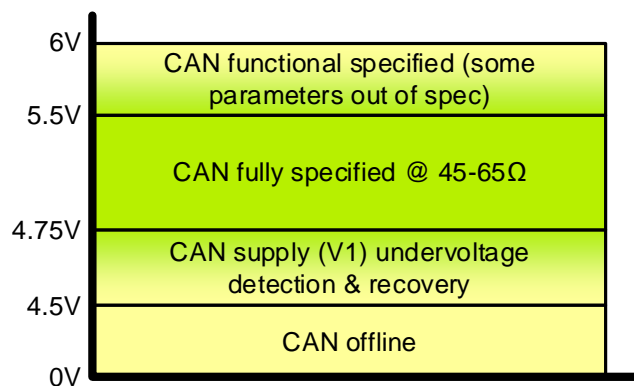 6V
CAN functional specified (some
parameters out of spec)
5.5V
CAN fully specified @ 45-65Ω
4.75V
CAN supply (V1) undervoltage
detection & recovery
4.5V
CAN offline
0V